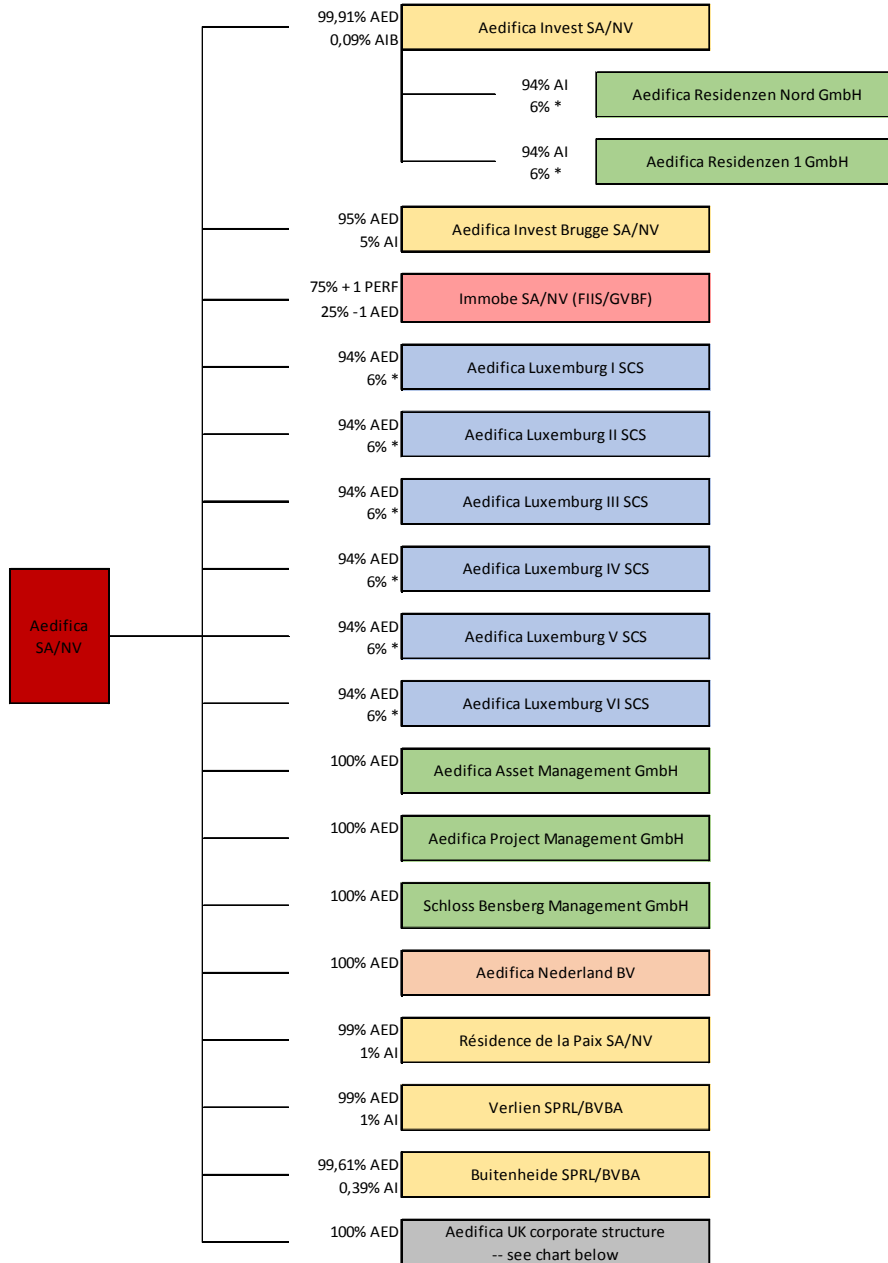 99,91% AED
0,09% AIB
Aedifica Invest SA/NV
94% AI
6% *
Aedifica Residenzen Nord GmbH
94% AI
6% *
Aedifica Residenzen 1 GmbH
95% AED
5% AI
Aedifica Invest Brugge SA/NV
75% + 1 PERF
25% -1 AED
Immobe SA/NV (FIIS/GVBF)
94% AED
6% *
Aedifica Luxemburg I SCS
94% AED
6% *
Aedifica Luxemburg II SCS
94% AED
6% *
Aedifica Luxemburg III SCS
94% AED
6% *
Aedifica Luxemburg IV SCS
Aedifica
SA/NV
94% AED
6% *
Aedifica Luxemburg V SCS
94% AED
6% *
Aedifica Luxemburg VI SCS
100% AED
Aedifica Asset Management GmbH
100% AED
Aedifica Project Management GmbH
100% AED
Schloss Bensberg Management GmbH
100% AED
Aedifica Nederland BV
99% AED
1% AI
Résidence de la Paix SA/NV
99% AED
1% AI
Verlien SPRL/BVBA
99,61% AED
0,39% AI
Buitenheide SPRL/BVBA
100% AED
Aedifica UK corporate structure
-- see chart below